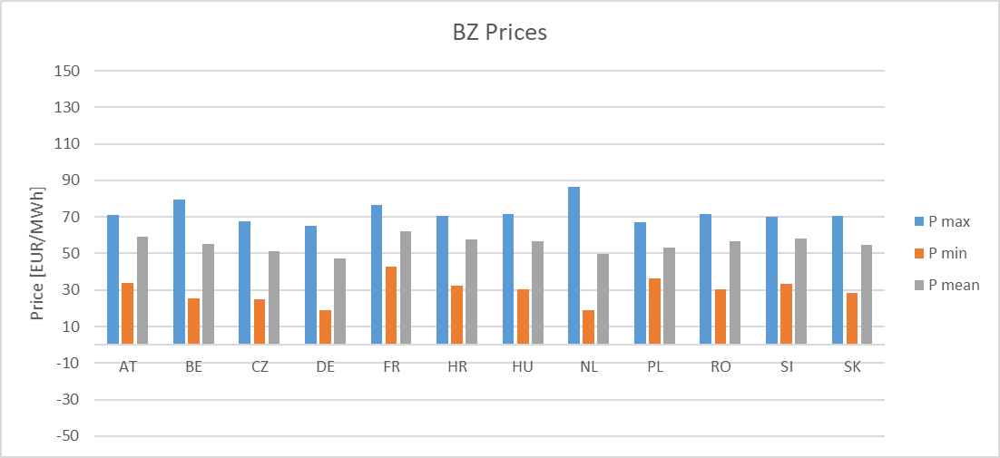 BZ Prices
Price [EUR/MWh]
150
130
110
90
70
50
30
10
-10
-30
-50
AT BE CZ DE FR HR HU NL PL RO SI SK
P max
P min
P mean